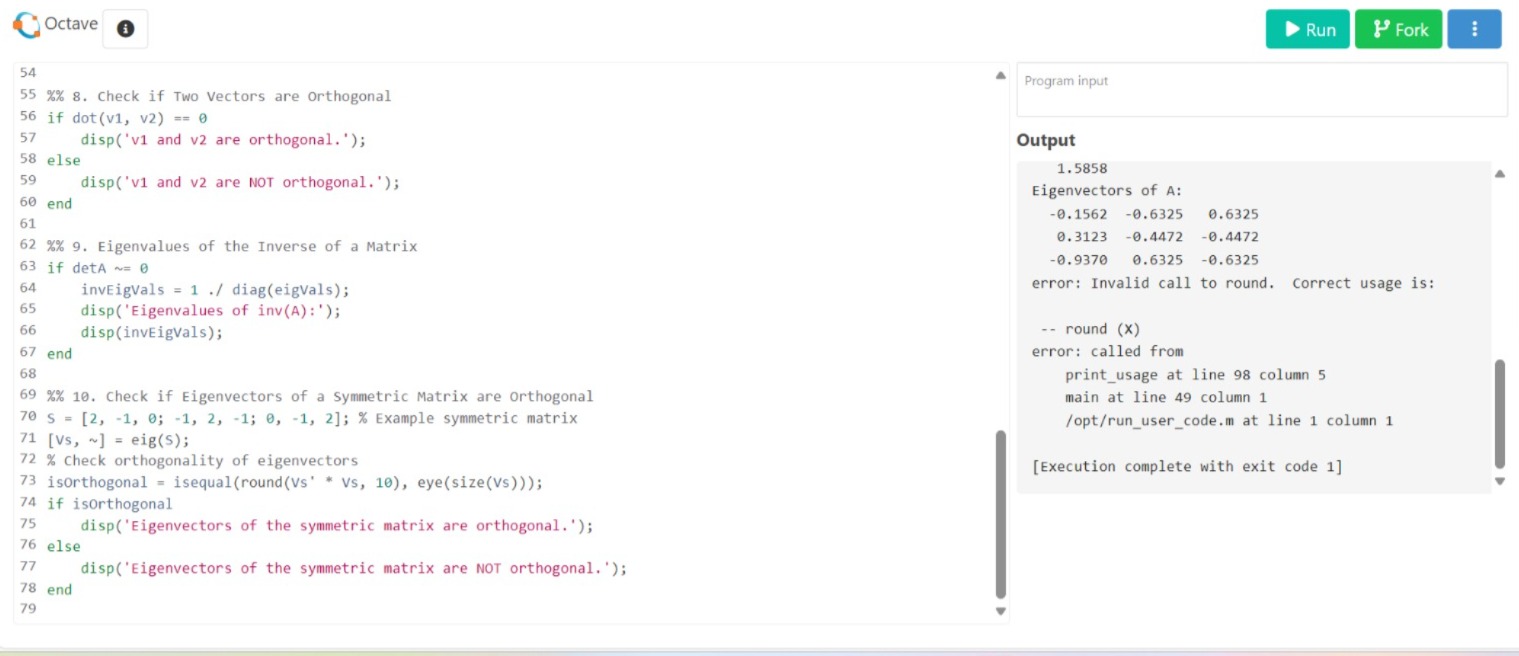 Octave
Run
Fork
54
55 %% 8. Check if Two Vectors are Orthogonal
56 if dot(v1, v2) == 0
57     disp('v1 and v2 are orthogonal.');
58 else
59     disp('v1 and v2 are NOT orthogonal.');
60 end
61
62 %% 9. Eigenvalues of the Inverse of a Matrix
63 if detA ~= 0
64     invEigVals = 1 ./ diag(eigVals);
65     disp('Eigenvalues of inv(A):');
66     disp(invEigVals);
67 end
68
69 %% 10. Check if Eigenvectors of a Symmetric Matrix are Orthogonal
70 S = [2, -1, 0; -1, 2, -1; 0, -1, 2]; % Example symmetric matrix
71 [Vs, ~] = eig(S);
72 % Check orthogonality of eigenvectors
73 isOrthogonal = isequal(round(Vs' * Vs, 10), eye(size(Vs)));
74 if isOrthogonal
75     disp('Eigenvectors of the symmetric matrix are orthogonal.');
76 else
77     disp('Eigenvectors of the symmetric matrix are NOT orthogonal.');
78 end
79
Program input
Output
   1.5858
Eigenvectors of A:
  -0.1562  -0.6325   0.6325
   0.3123  -0.4472  -0.4472
  -0.9370   0.6325  -0.6325
error: Invalid call to round.  Correct usage is:
 -- round (X)
error: called from
    print_usage at line 98 column 5
    main at line 49 column 1
    /opt/run_user_code.m at line 1 column 1
[Execution complete with exit code 1]